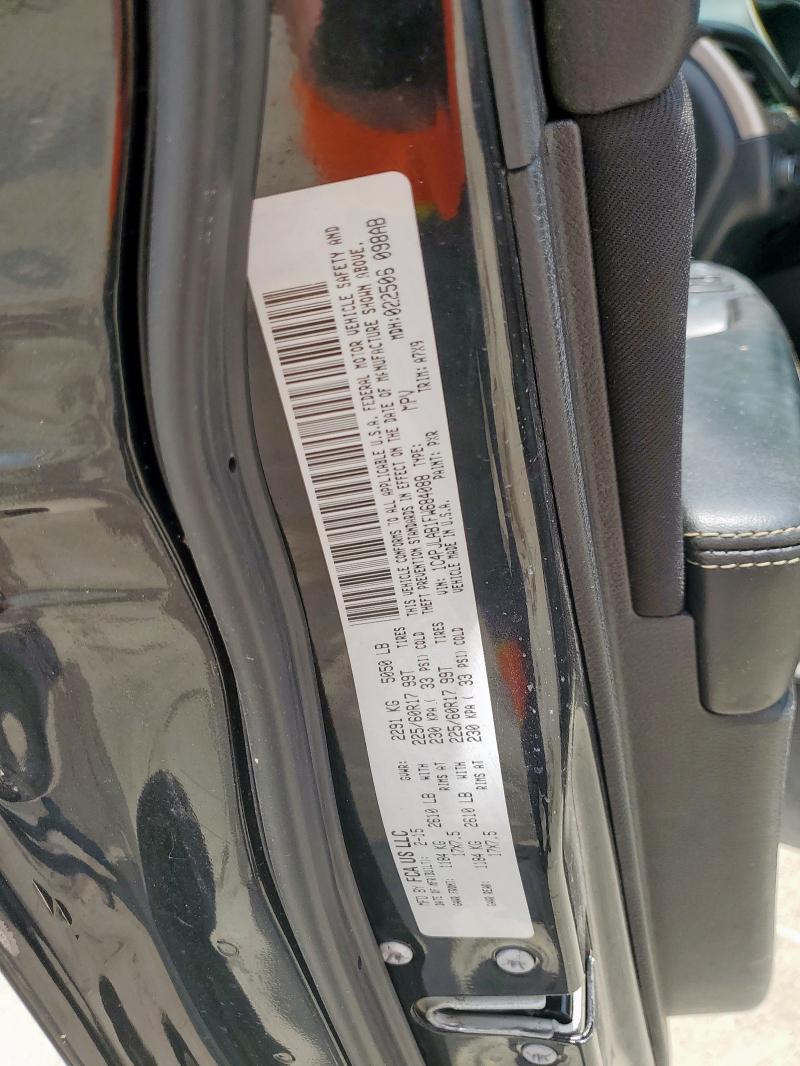 MFD BY FCA US LLC
DATE OF MFR(BUILT): 2-15 GVWR: 2291 KG 5050 LB
GAWR FRONT: 1184 KG 2610 LB WITH 225/60R17 99T TIRES
17X7.5 RIMS AT 230 KPA ( 33 PSI) COLD
GAWR REAR: 1184 KG 2610 LB WITH 225/60R17 99T TIRES
17X7.5 RIMS AT 230 KPA ( 33 PSI) COLD
THIS VEHICLE CONFORMS TO ALL APPLICABLE U.S.A. FEDERAL MOTOR VEHICLE SAFETY AND
THEFT PREVENTION STANDARDS IN EFFECT ON THE DATE OF MANUFACTURE SHOWN ABOVE.
VIN: 1C4PJLAB1FW684088 TYPE: MPV MDH:022506 098AB
VEHICLE MADE IN U.S.A. PAINT: PXR TRIM: A7X9